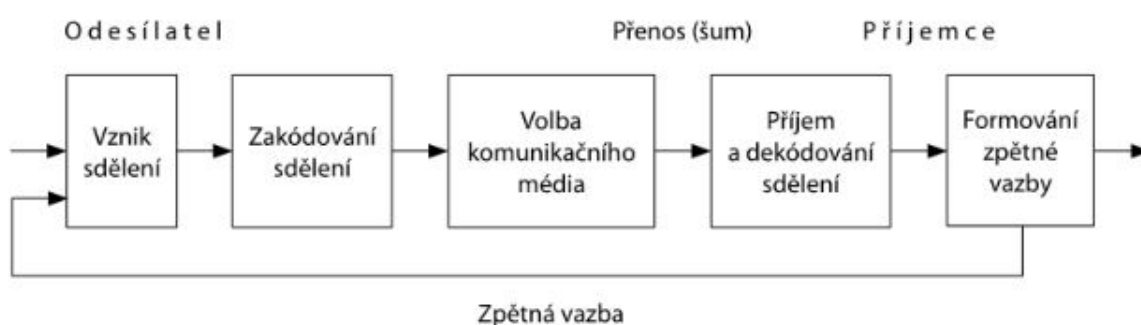 Odesílatel
Přenos (šum)
Příjemce
Vznik
sdělení
Zakódování
sdělení
Volba
komunikačního
média
Příjem
a dekódování
sdělení
Formování
zpětné
vazby
Zpětná vazba